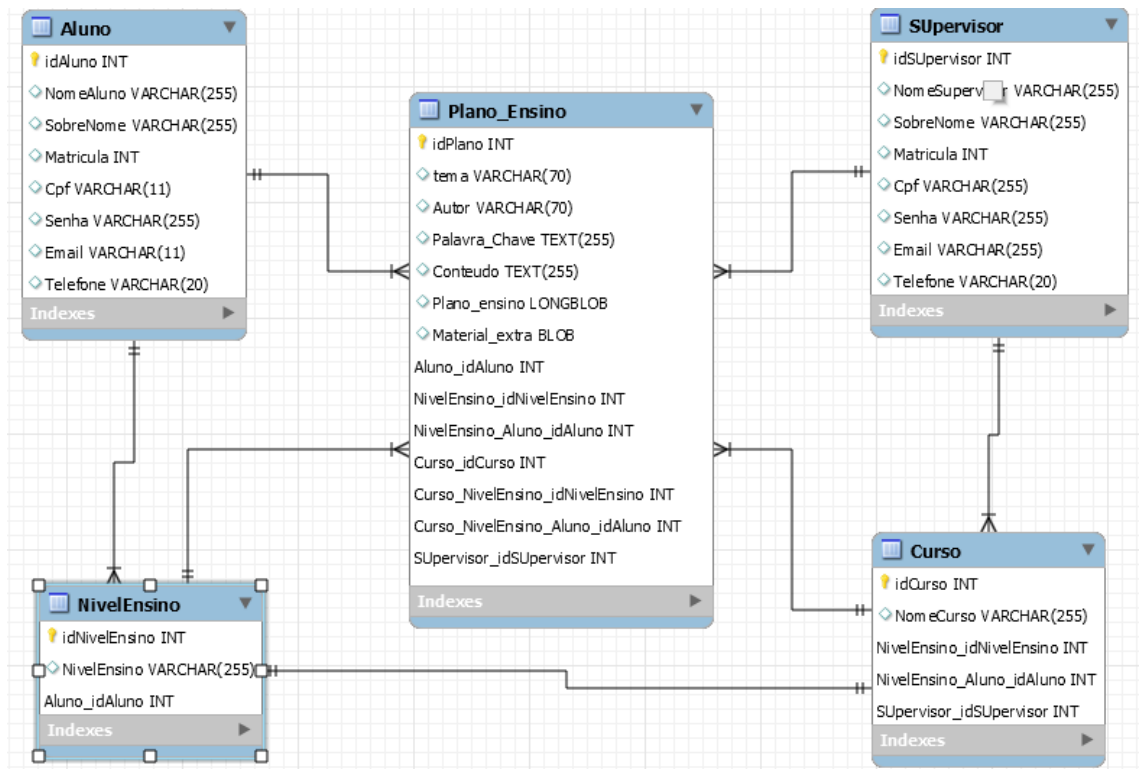 Aluno
idAluno INT
NomeAluno VARCHAR(255)
SobreNome VARCHAR(255)
Matricula INT
Cpf VARCHAR(11)
Senha VARCHAR(255)
Email VARCHAR(11)
Telefone VARCHAR(20)
Indexes
Plano_Ensino
idPlano INT
tema VARCHAR(70)
Autor VARCHAR(70)
Palavra_Chave TEXT(255)
Conteudo TEXT(255)
Plano_ensino LONGBLOB
Material_extra BLOB
Aluno_idAluno INT
NivelEnsino_idNivelEnsino INT
NivelEnsino_Aluno_idAluno INT
Curso_idCurso INT
Curso_NivelEnsino_idNivelEnsino INT
Curso_NivelEnsino_Aluno_idAluno INT
SUpervisor_idSUpervisor INT
Indexes
SUpervisor
idSUpervisor INT
VARCHAR(255)
SobreNome VARCHAR(255)
Matricula INT
Cpf VARCHAR(255)
Senha VARCHAR(255)
Email VARCHAR(255)
Telefone VARCHAR(20)
Indexes
NivelEnsino
idNivelEnsino INT
NivelEnsino VARCHAR(255)
Aluno_idAluno INT
Indexes
Curso
idCurso INT
NomeCurso VARCHAR(255)
NivelEnsino_idNivelEnsino INT
NivelEnsino_Aluno_idAluno INT
SUpervisor_idSUpervisor INT
Indexes